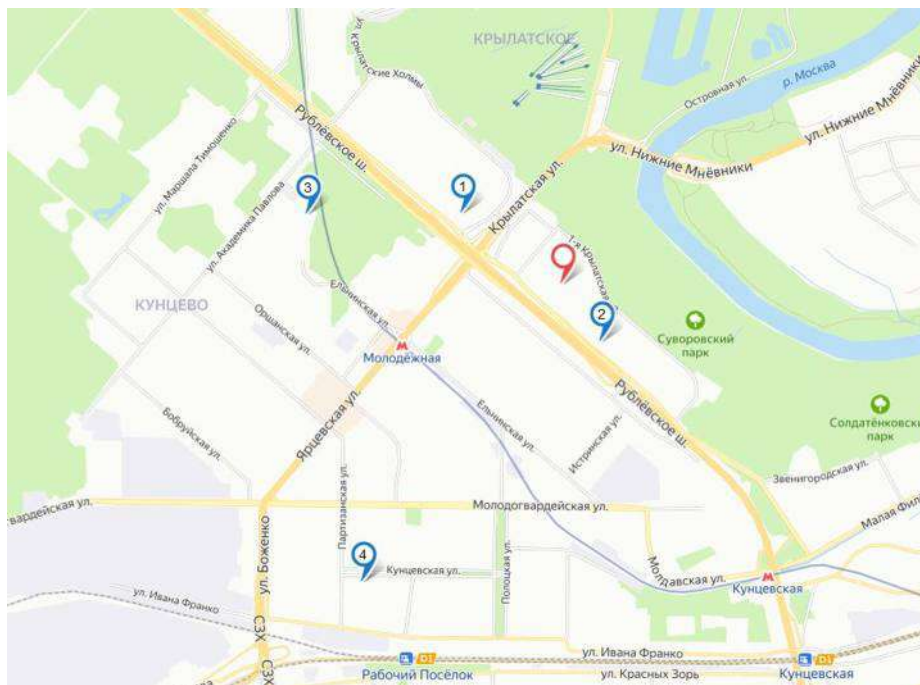 КРЫЛАТСКОЕ
ул. Крылатские Холмы
р. Москва
Островная ул.
ул. Нижние Мнёвники
ул. Нижние Мнёвники
Рублёвское ш.
ул. Маршала Тимошенко
1
Крылатская ул.
3
ул. Академика Павлова
1-я Крылатская
КУНЦЕВО
Ельнинская ул.
2
Оршанская ул.
Суворовский
парк
Молодёжная
Рублёвское ш.
Ярцевская ул.
Бобруйская ул.
Ельнинская ул.
Истринская ул.
Солдатёнковски
парк
Звенигородская ул.
гвардейская ул.
Молодогвардейская ул.
Партизанская ул.
Малая Фил
ул. Боженко
4
Кунцевская ул.
Полоцкая ул.
Молдавская ул.
Кунцевская
ул. Ивана Франко
СЗХ
СЗХ
ул. Ивана Франко
D1
Рабочий Посёлок
ул. Красных Зорь
D1
Кунцевская